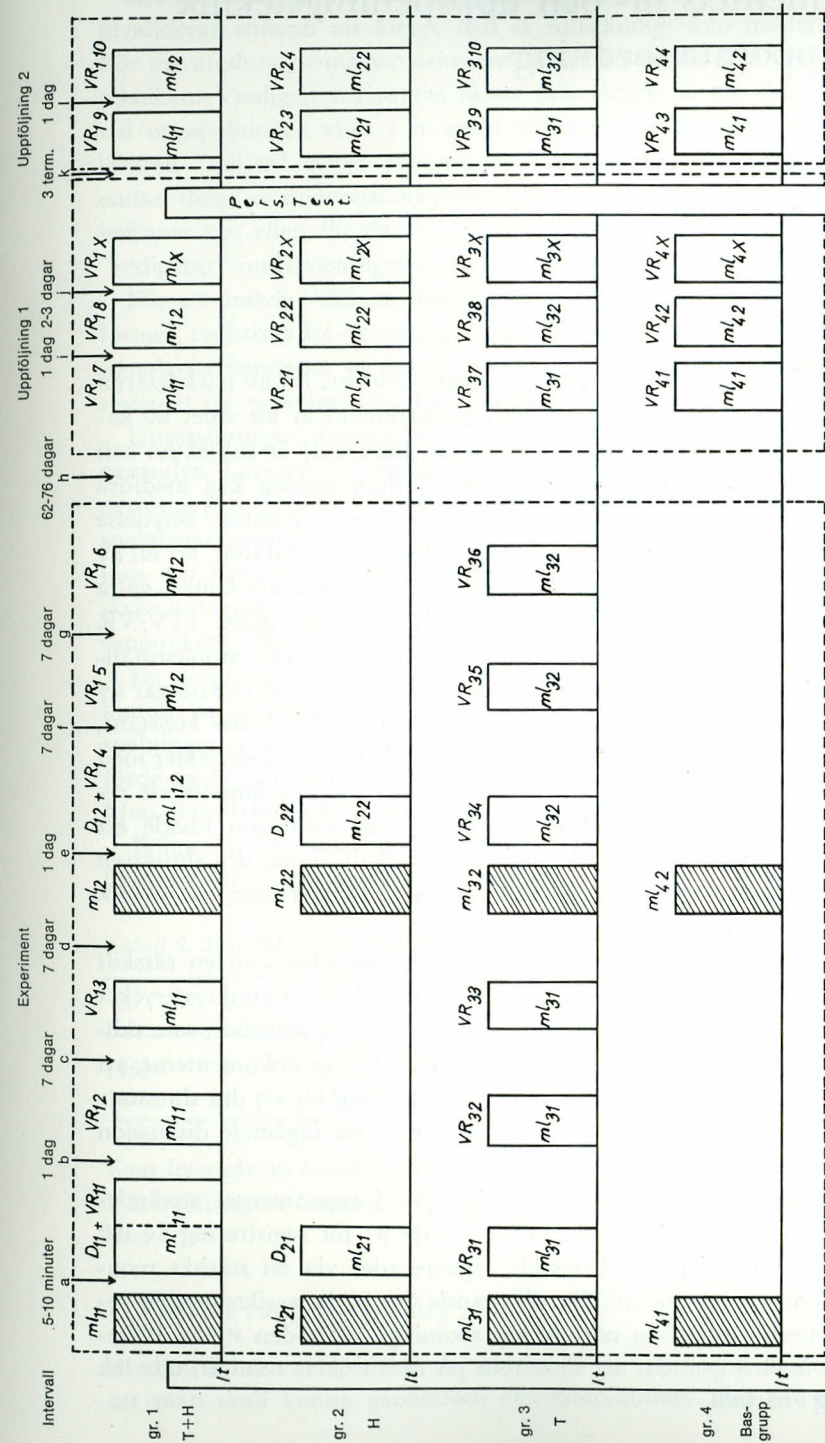 Experiment Uppföljning 1 Uppföljning 2
Intervall .5-10 minuter 1 dag 7 dagar 7 dagar 1 dag 7 dagar 7 dagar 62-76 dagar 1 dag 2-3 dagar 3 term. 1 dag
a b c d e f g h i j k l
ml11 D11 VR11 VR12 VR13 ml12 D12 + VR14 VR15 VR16 VR17 VR18 VR1X VR19 VR110
gr. 1
T+h
ml11 ml11 ml11 ml12 ml12 ml12 ml11 ml12 mlX ml11 ml12
/t
Pers. Test.
ml21 D21 ml22 D22 VR21 VR22 VR2X VR23 VR24
gr. 2
H
ml21 ml22 ml21 ml22 ml2X ml21 ml22
/t
ml31 VR31 VR32 VR33 ml32 VR34 VR35 VR36 VR37 VR38 VR3X VR39 VR310
gr. 3
T
ml31 ml31 ml31 ml32 ml32 ml32 ml31 ml32 ml3X ml31 ml32
/t
ml41 ml42 VR41 VR42 VR4X VR43 VR44
gr. 4
Bas-
grupp
ml41 ml42 ml4X ml41 ml42
/t